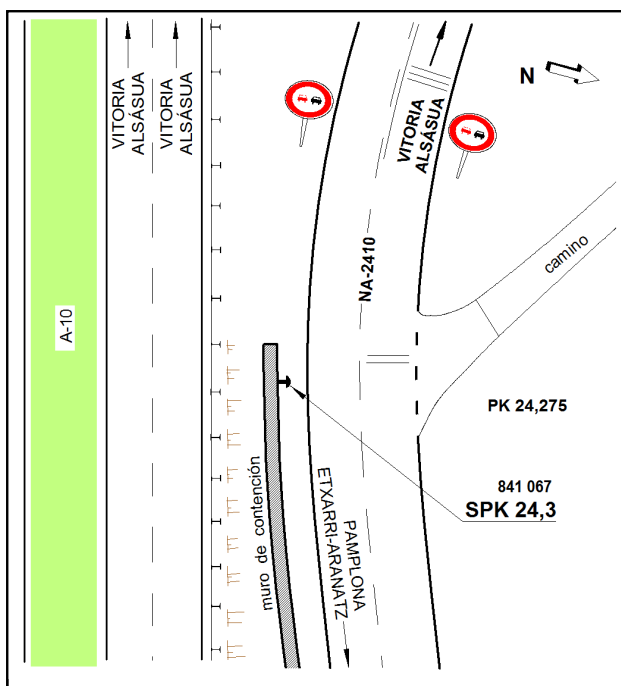 VITORIA
ALSÁSUA
VITORIA
ALSÁSUA
VITORIA
ALSÁSUA
N
NA-2410
camino
A-10
PK 24,275
841 067
SPK 24,3
muro de contención
PAMPLONA
ETXARRI-ARANATZ